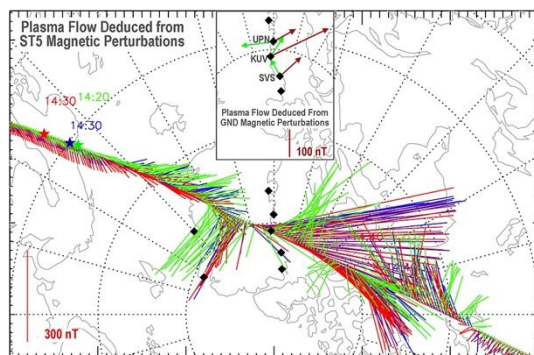 Plasma Flow Deduced from
ST5 Magnetic Perturbations
14:30
14:20
14:30
UPN
KUV
SVS
Plasma Flow Deduced From
GND Magnetic Perturbations
100 nT
300 nT